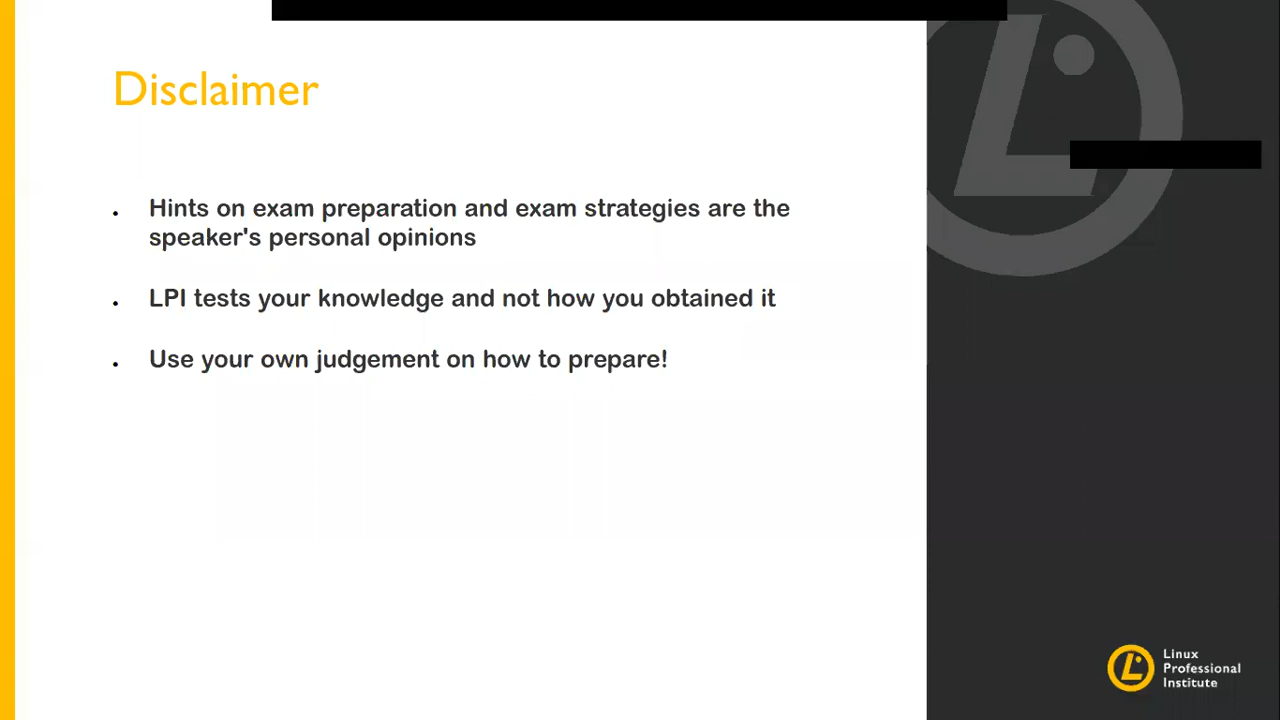 Disclaimer
Hints on exam preparation and exam strategies are the
speaker's personal opinions
LPI tests your knowledge and not how you obtained it
Use your own judgement on how to prepare!
Linux
Professional
Institute